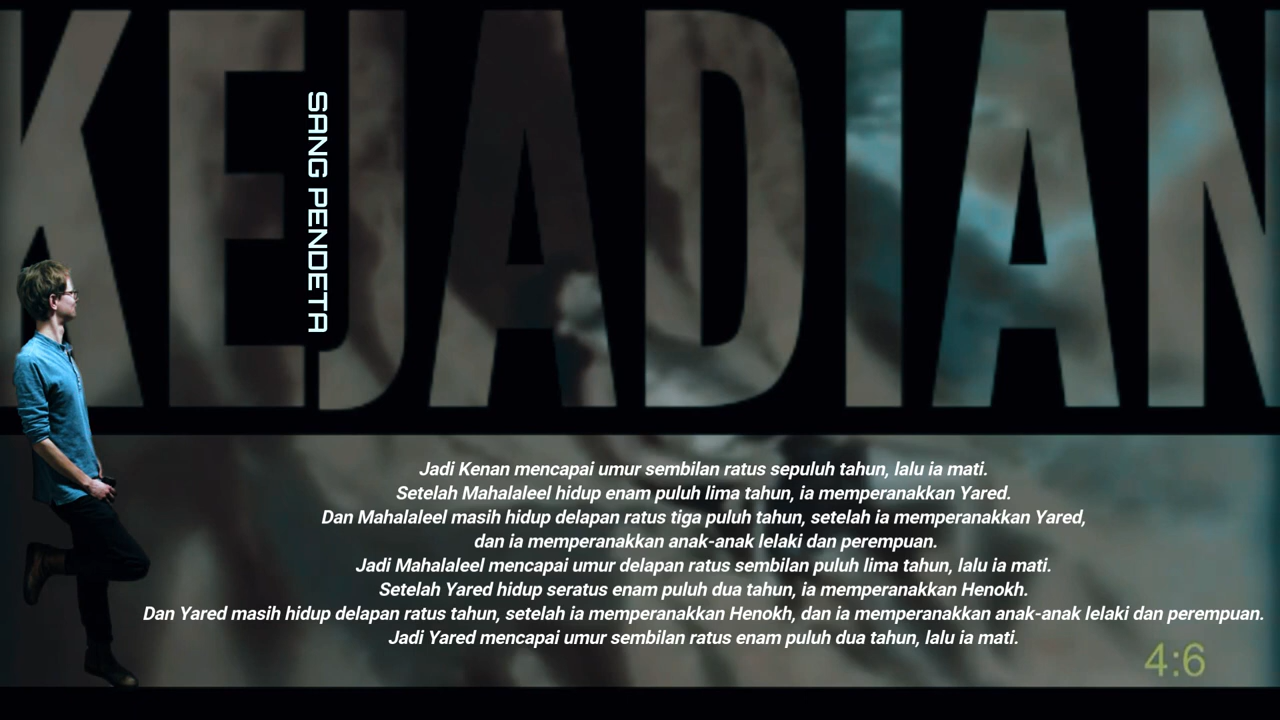 KEJADIAN
SANG PENDETA
Jadi Kenan mencapai umur sembilan ratus sepuluh tahun, lalu ia mati.
Setelah Mahalaleel hidup enam puluh lima tahun, ia memperanakkan Yared.
Dan Mahalaleel masih hidup delapan ratus tiga puluh tahun, setelah ia memperanakkan Yared,
dan ia memperanakkan anak-anak lelaki dan perempuan.
Jadi Mahalaleel mencapai umur delapan ratus sembilan puluh lima tahun, lalu ia mati.
Setelah Yared hidup seratus enam puluh dua tahun, ia memperanakkan Henokh.
Dan Yared masih hidup delapan ratus tahun, setelah ia memperanakkan Henokh, dan ia memperanakkan anak-anak lelaki dan perempuan.
Jadi Yared mencapai umur sembilan ratus enam puluh dua tahun, lalu ia mati.
4:6